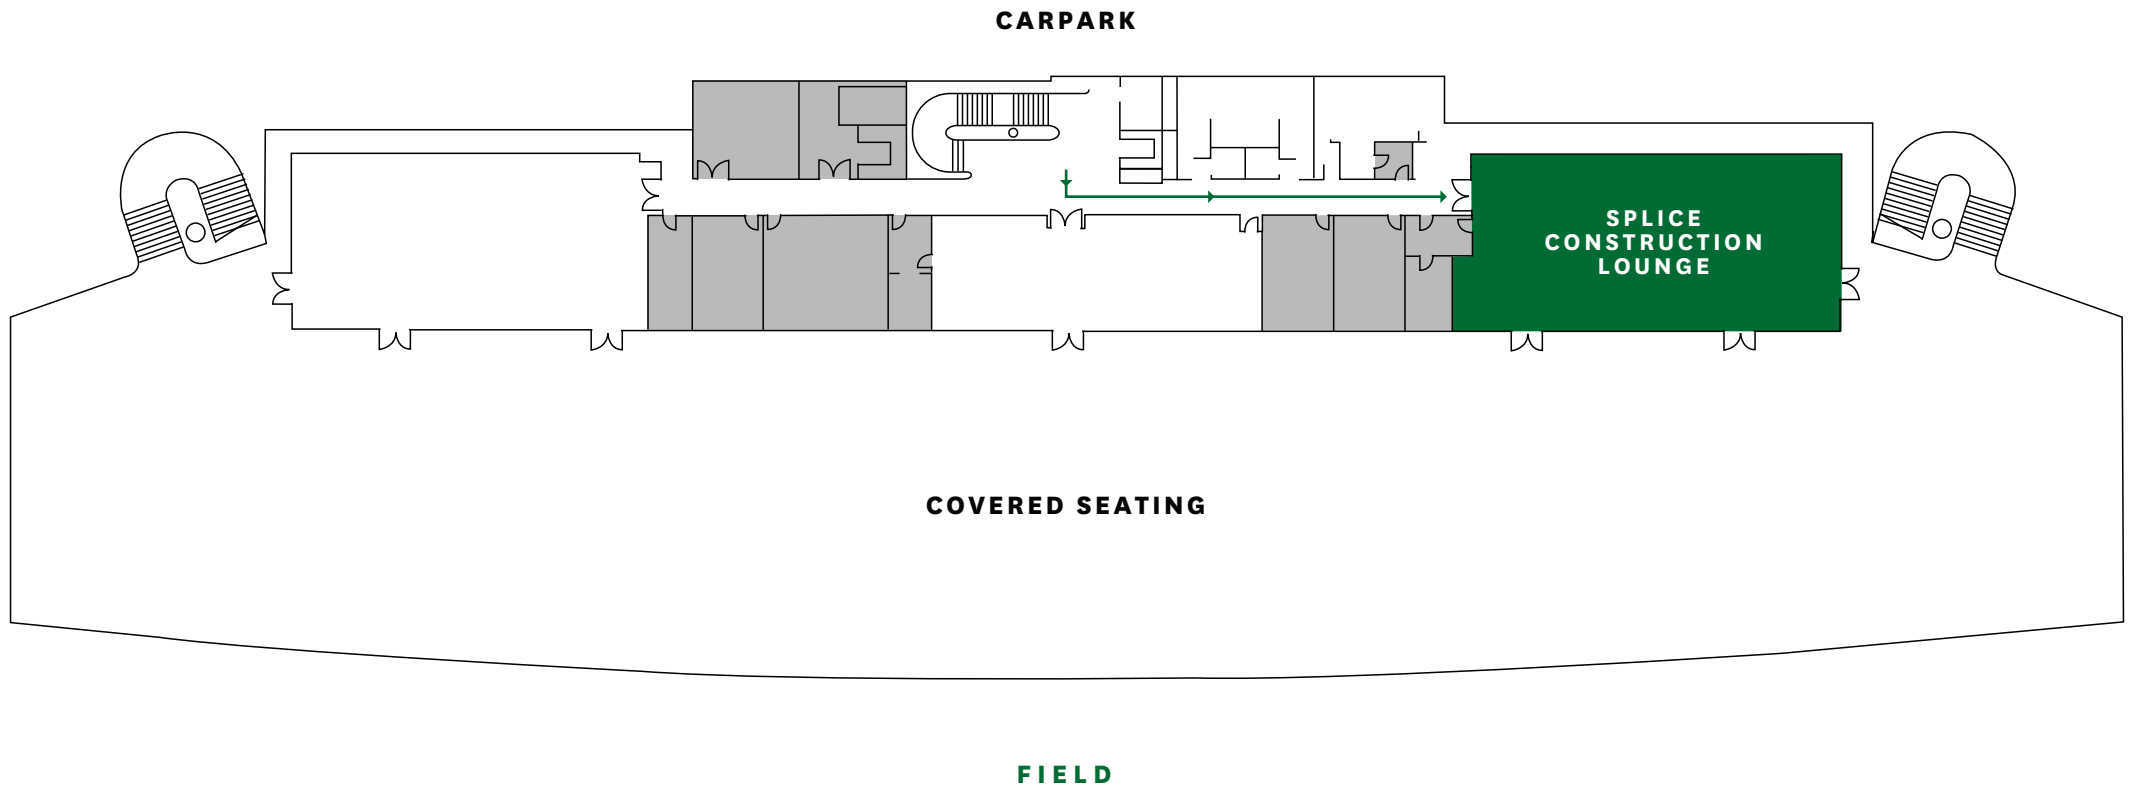 CARPARK
SPLICE
CONSTRUCTION
LOUNGE
COVERED SEATING
FIELD